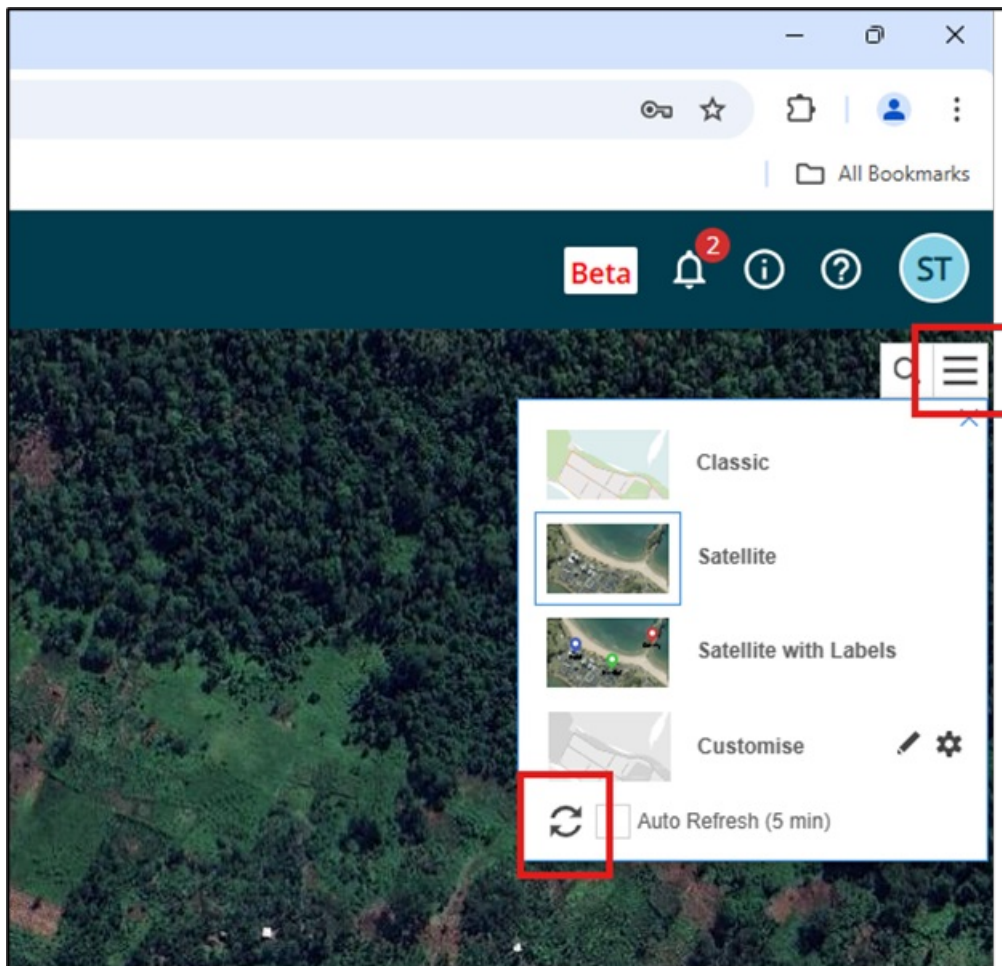 All Bookmarks
Beta
2
ST
Classic
Satellite
Satellite with Labels
Customise
Auto Refresh (5 min)